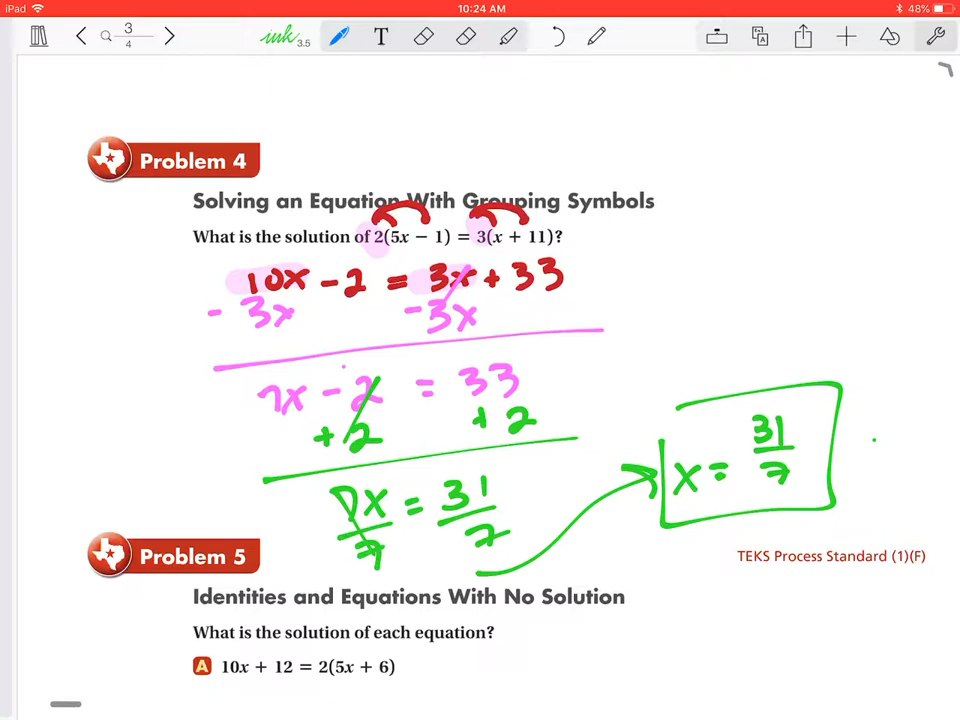 iPad 10:24 AM 48%
3
4
ink 3.5 T
Problem 4
Solving an Equation With Grouping Symbols
What is the solution of 2(5x − 1) = 3(x + 11)?
10x - 2 = 3x + 33
- 3x - 3x
7x - 2 = 33
+ 2 + 2
7x = 31
7 7
x = 31
7
Problem 5
TEKS Process Standard (1)(F)
Identities and Equations With No Solution
What is the solution of each equation?
A 10x + 12 = 2(5x + 6)